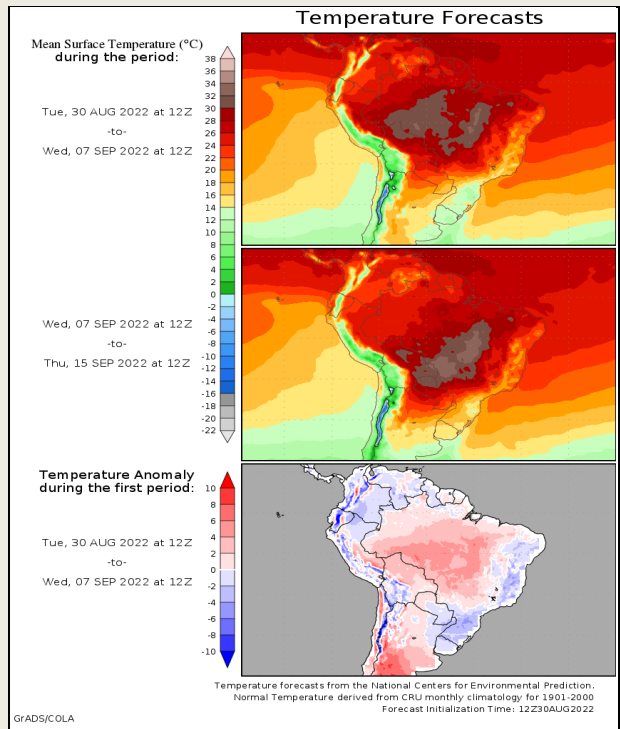 Temperature Forecasts
Mean Surface Temperature (°C)
during the period:
Tue, 30 AUG 2022 at 12Z
-to-
Wed, 07 SEP 2022 at 12Z
38
36
34
32
30
28
26
24
22
20
18
16
14
12
10
8
6
4
2
0
-2
-4
-6
-8
-10
-12
-14
-16
-18
-20
-22
Wed, 07 SEP 2022 at 12Z
-to-
Thu, 15 SEP 2022 at 12Z
Temperature Anomaly
during the first period:
Tue, 30 AUG 2022 at 12Z
-to-
Wed, 07 SEP 2022 at 12Z
10
8
6
4
2
0
-2
-4
-6
-8
-10
Temperature forecasts from the National Centers for Environmental Prediction.
Normal Temperature derived from CRU monthly climatology for 1901-2000
Forecast Initialization Time: 12Z30AUG2022
GrADS/COLA